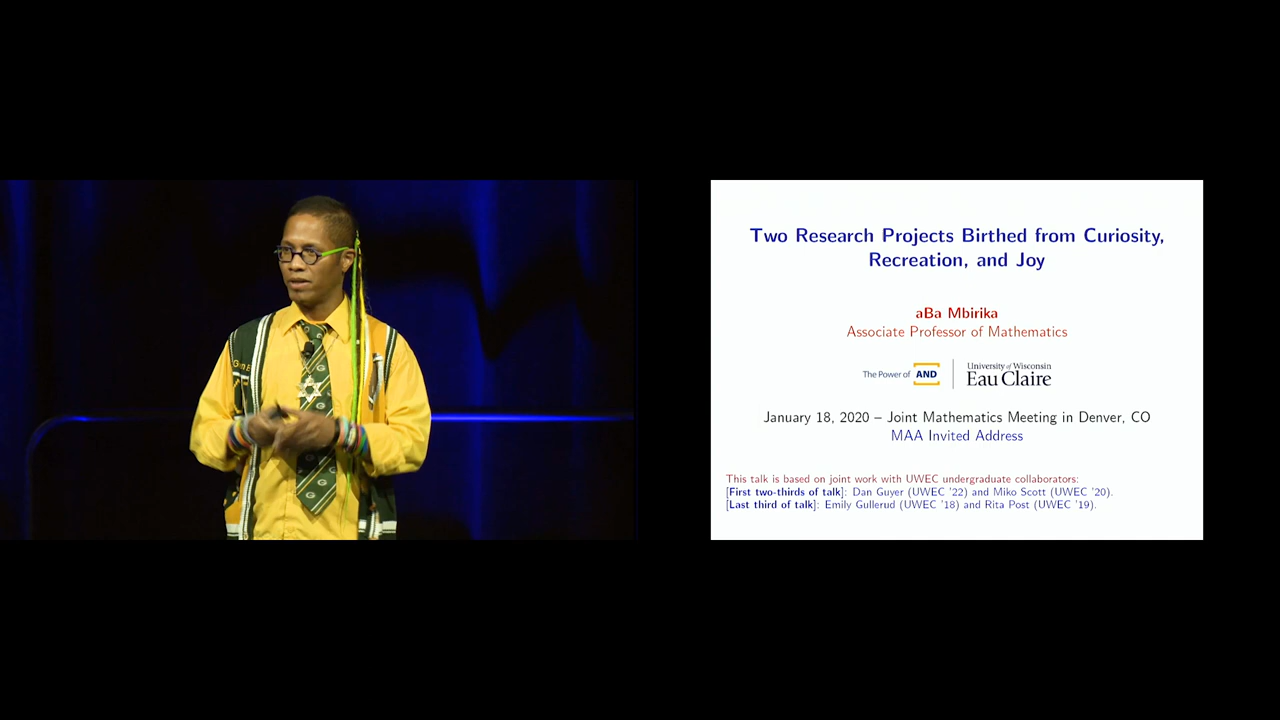 Two Research Projects Birthed from Curiosity,
Recreation, and Joy
aBa Mbirika
Associate Professor of Mathematics
The Power of AND
University of Wisconsin
Eau Claire
January 18, 2020 – Joint Mathematics Meeting in Denver, CO
MAA Invited Address
This talk is based on joint work with UWEC undergraduate collaborators:
[First two-thirds of talk]: Dan Guyer (UWEC '22) and Miko Scott (UWEC '20).
[Last third of talk]: Emily Gullerud (UWEC '18) and Rita Post (UWEC '19).